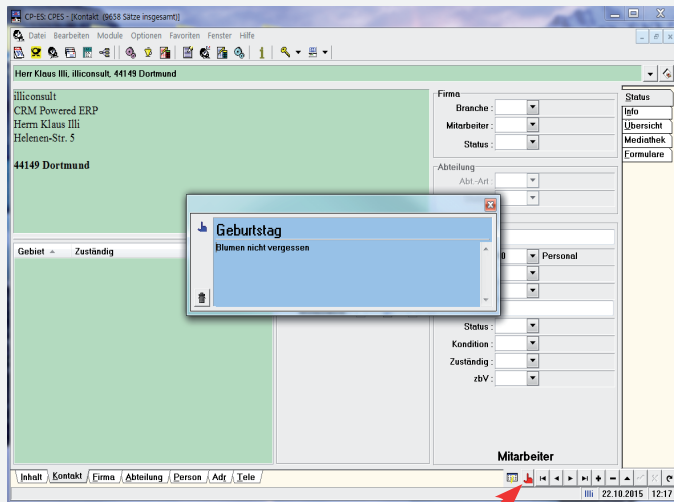 CP-ES: CPES - [Kontakt (9658 Sätze insgesamt)]
Datei Bearbeiten Module Optionen Favoriten Fenster Hilfe
Herr Klaus Illi, illiconsult, 44149 Dortmund
illiconsult
CRM Powered ERP
Herrn Klaus Illi
Helenen-Str. 5
44149 Dortmund
Firma
Branche :
Mitarbeiter :
Status :
Abteilung
Abt.-Art :
Status
Info
Übersicht
Mediathek
Formulare
Geburtstag
Blumen nicht vergessen
Gebiet Zuständig
Personal
Status :
Kondition :
Zuständig :
zbV :
Mitarbeiter
Inhalt Kontakt Firma Abteilung Person Adr Tele
Illi 22.10.2015 12:17